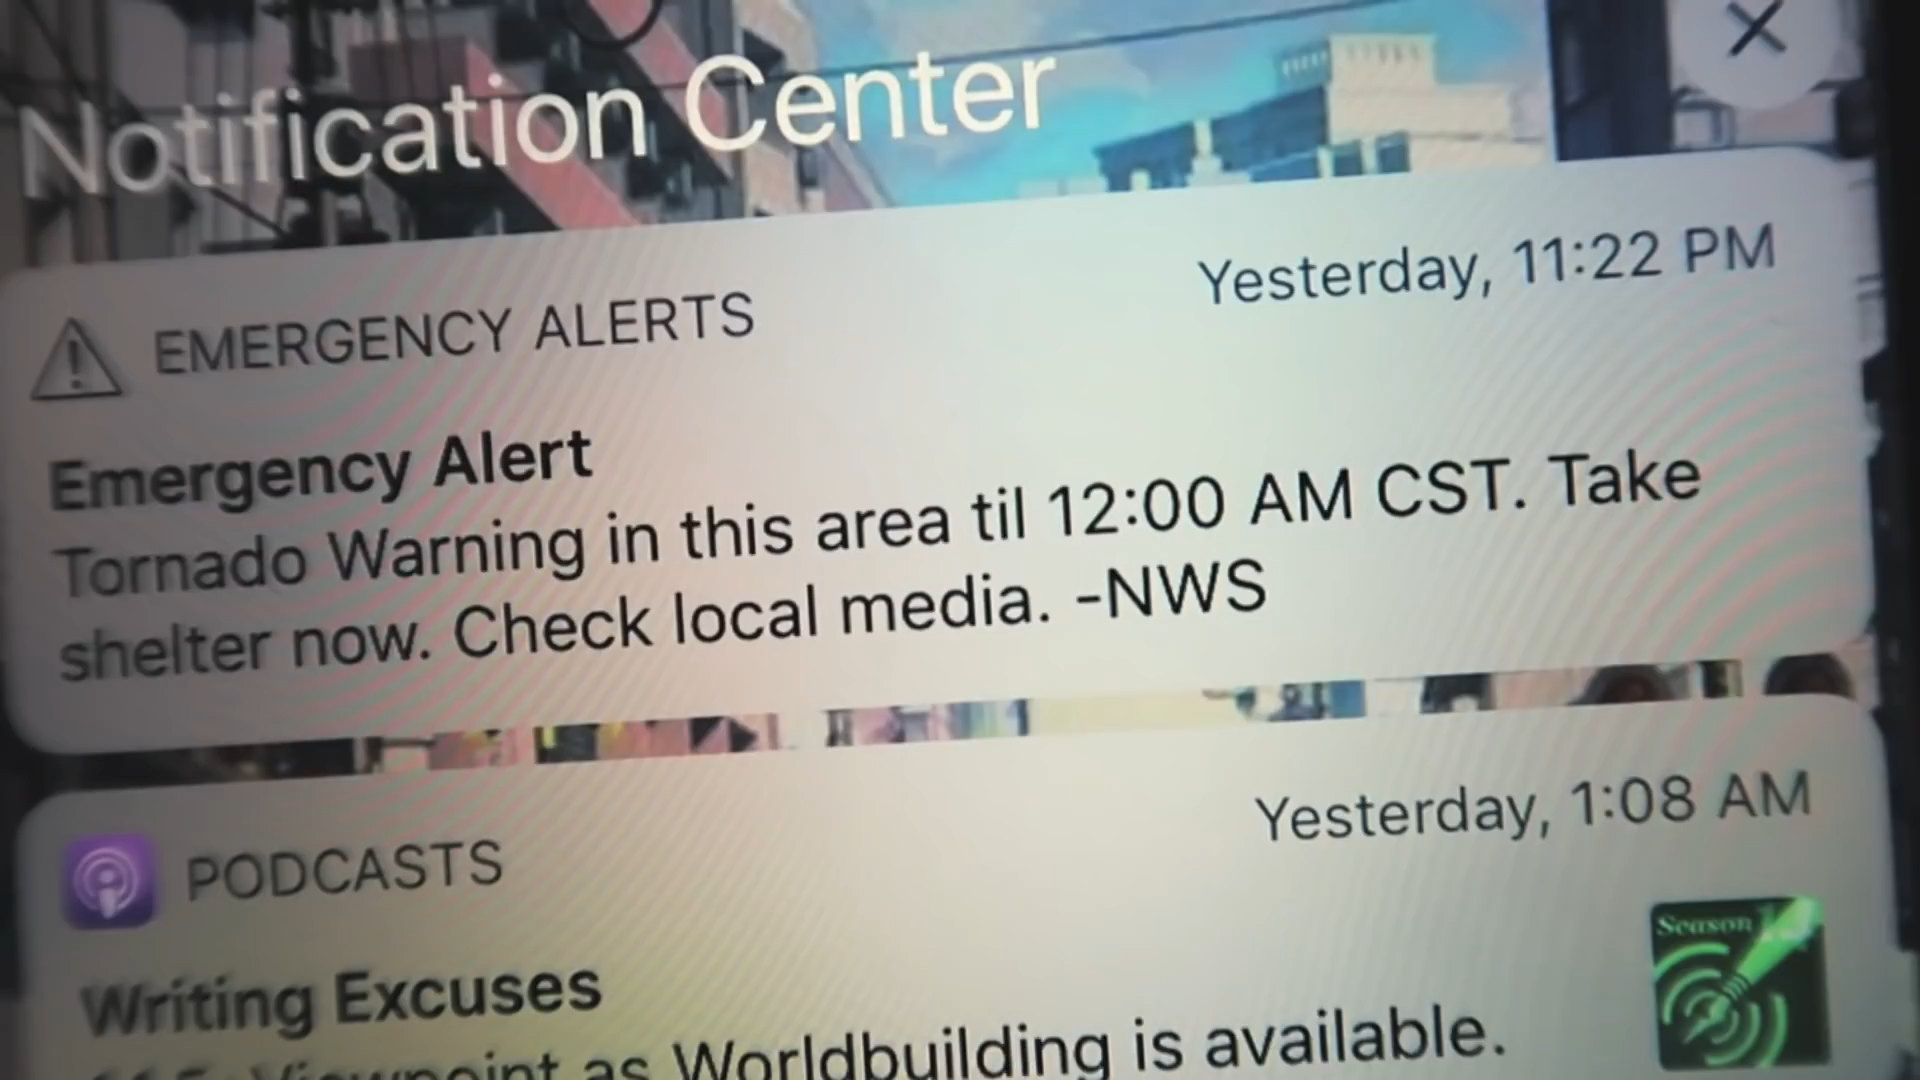 Notification Center
EMERGENCY ALERTS
Yesterday, 11:22 PM
Emergency Alert
Tornado Warning in this area til 12:00 AM CST. Take
shelter now. Check local media. -NWS
PODCASTS
Yesterday, 1:08 AM
Writing Excuses
Season
Viewpoint as Worldbuilding is available.